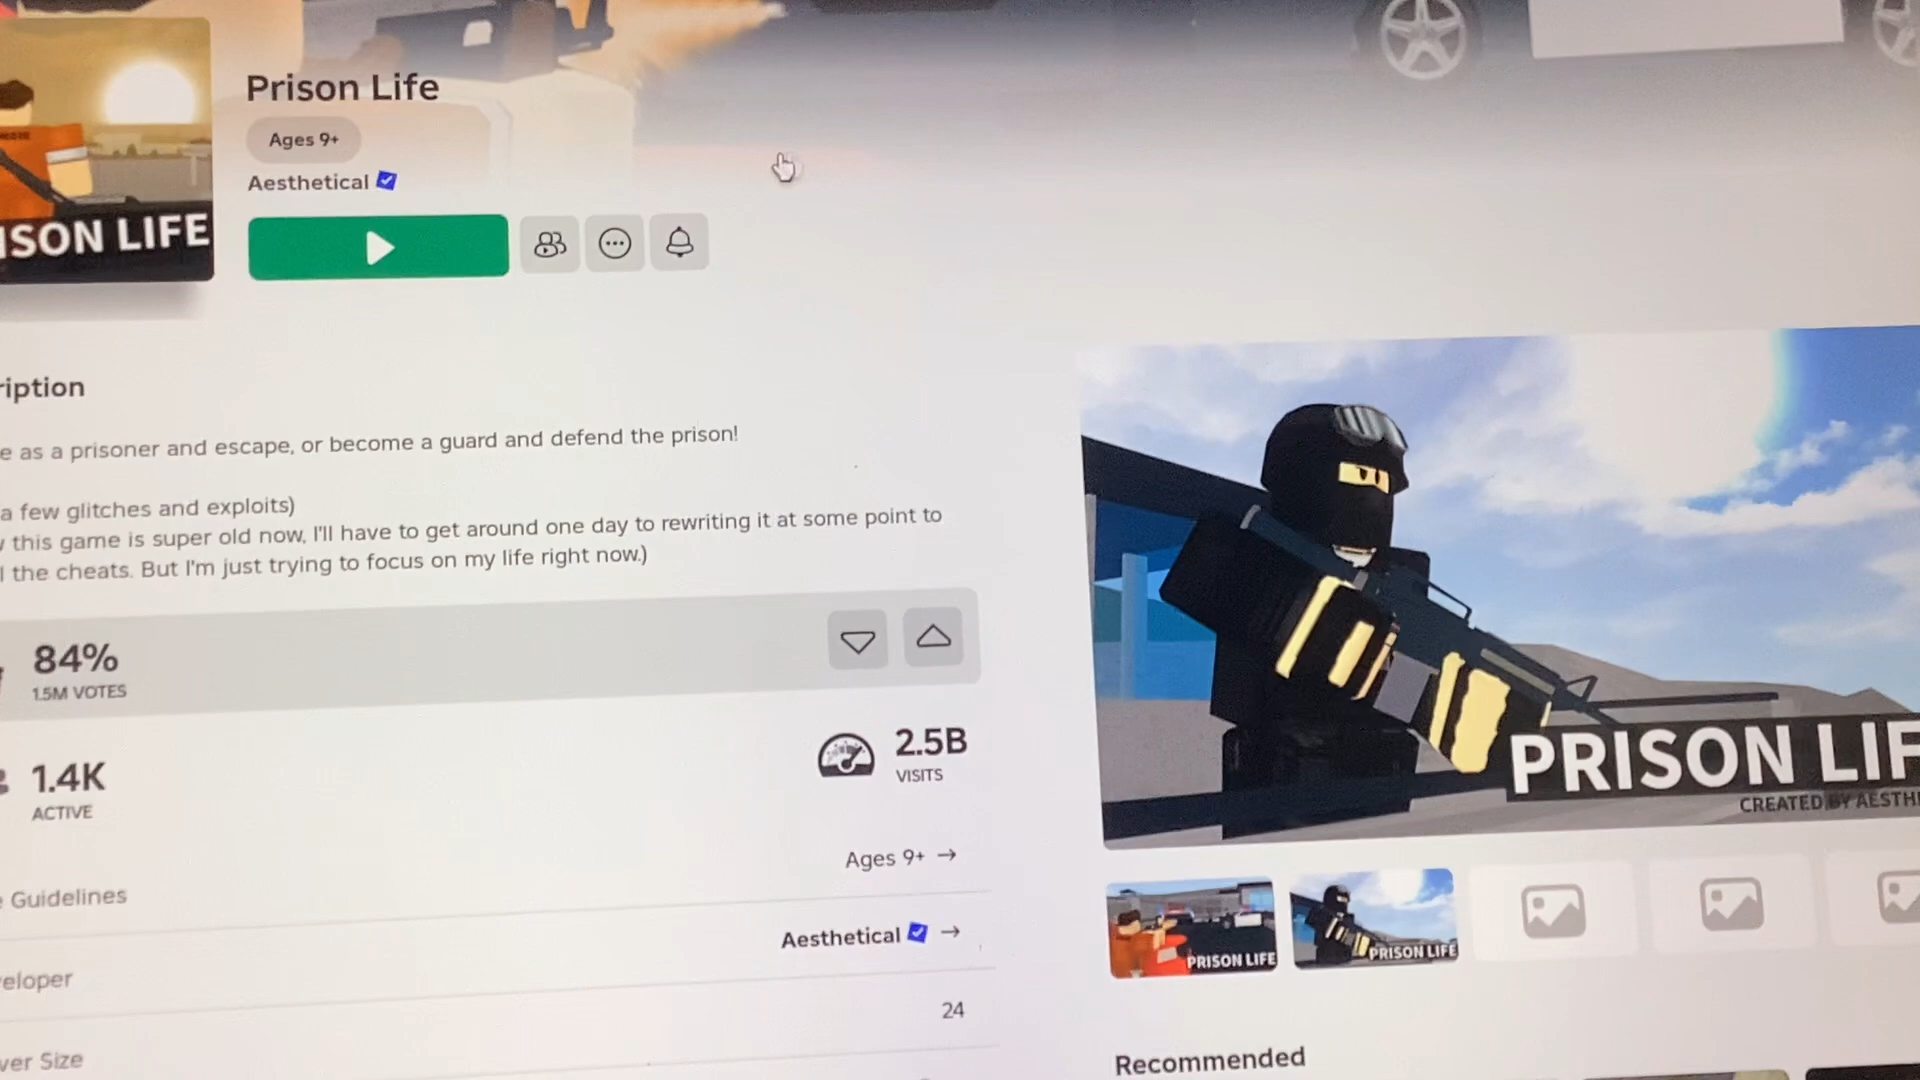 Prison Life
Ages 9+
Aesthetical
ISON LIFE
ription
e as a prisoner and escape, or become a guard and defend the prison!
a few glitches and exploits)
this game is super old now, I'll have to get around one day to rewriting it at some point to
l the cheats. But I'm just trying to focus on my life right now.)
84%
1.5M VOTES
1.4K
ACTIVE
2.5B
VISITS
Ages 9+
e Guidelines
Aesthetical
veloper
24
ver Size
PRISON LIF
CREATED BY AESTH
PRISON LIFE
PRISON LIFE
Recommended